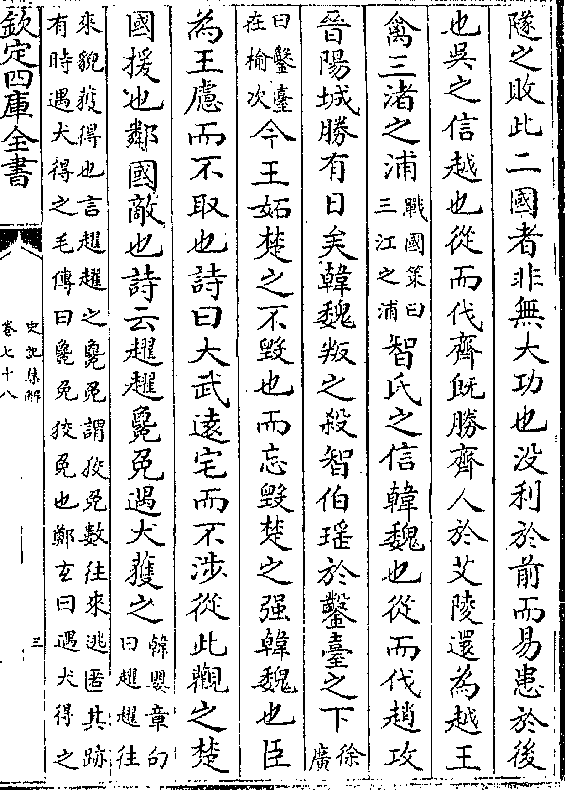 隧之敗此二國者非無大功也没利於前而易患於後
也吳之信越也從而伐齊既勝齊人於艾陵還為越王
禽三渚之浦戰國策曰三江之浦智氏之信韓魏也從而伐趙攻
晉陽城勝有日矣韓魏叛之殺智伯瑶於鑿臺之下徐廣
曰鑿臺在榆次今王妬楚之不毀也而忘毀楚之强韓魏也臣
為王慮而不取也詩曰大武遠宅而不涉從此觀之楚
國援也鄰國敵也詩云趯趯毚兔遇犬獲之韓嬰章句曰趯趯往
來貌獲得也言趯趯之毚兔謂狡兔數往來逃匿其跡
有時遇犬得之毛傳曰毚兔狡兔也鄭玄曰遇犬得之
欽定四庫全書
史記集解
卷七十八
三